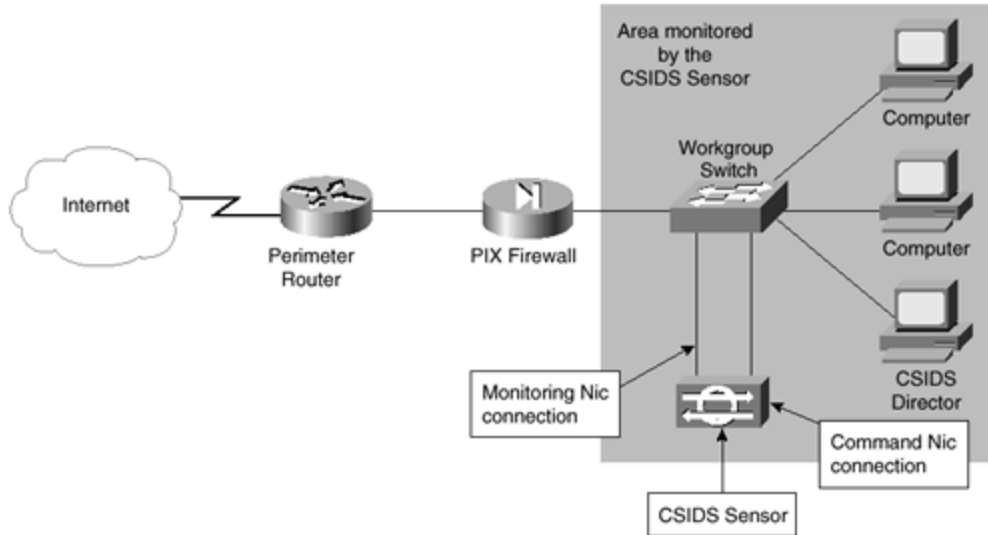 Area monitored
by the
CSIDS Sensor
Computer
Workgroup
Switch
Internet
Computer
Perimeter
Router
PIX Firewall
Monitoring Nic
connection
CSIDS
Director
Command Nic
connection
CSIDS Sensor